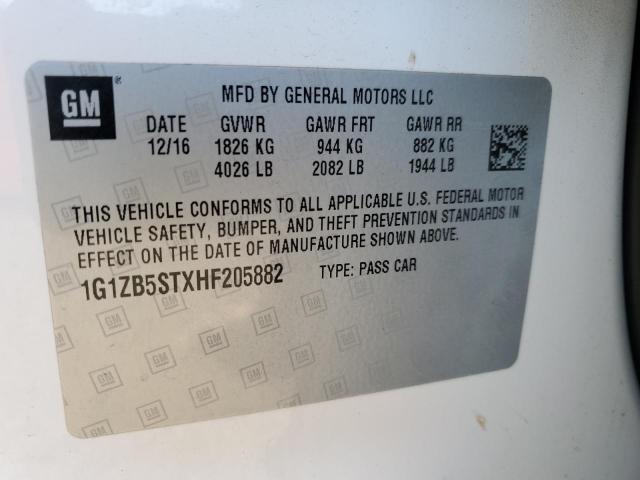 GM®
MFD BY GENERAL MOTORS LLC
DATE GVWR GAWR FRT GAWR RR
12/16 1826 KG 944 KG 882 KG
4026 LB 2082 LB 1944 LB
THIS VEHICLE CONFORMS TO ALL APPLICABLE U.S. FEDERAL MOTOR
VEHICLE SAFETY, BUMPER, AND THEFT PREVENTION STANDARDS IN
EFFECT ON THE DATE OF MANUFACTURE SHOWN ABOVE.
1G1ZB5STXHF205882 TYPE: PASS CAR